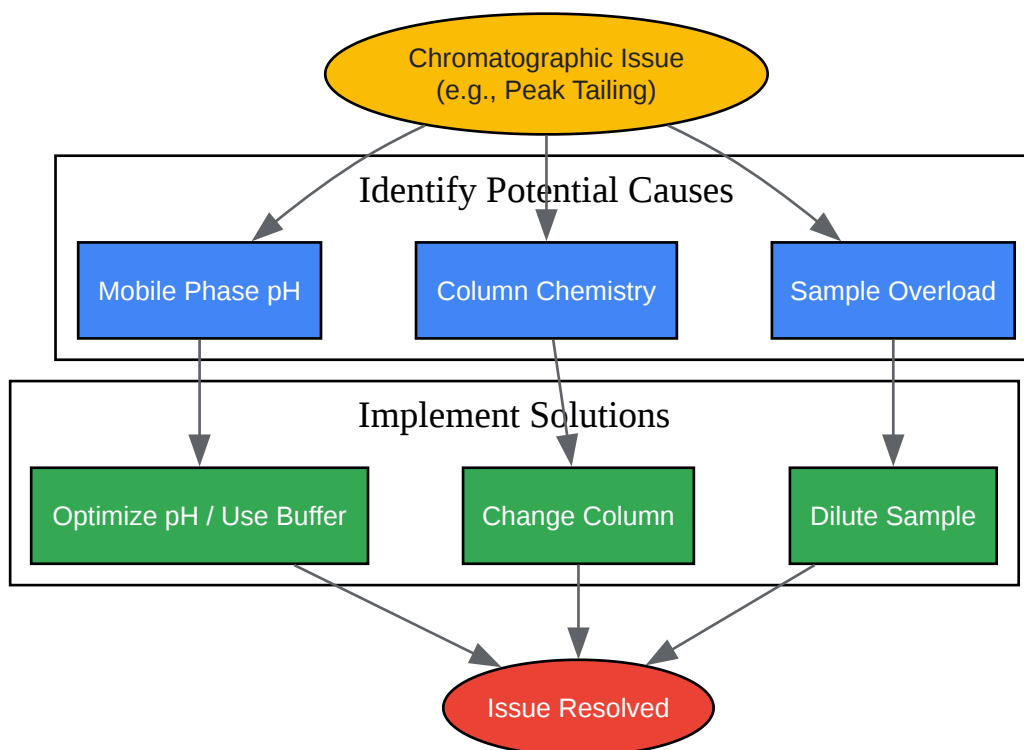 Chromatographic Issue
(e.g., Peak Tailing)
Identify Potential Causes
Mobile Phase pH
Column Chemistry
Sample Overload
Implement Solutions
Optimize pH / Use Buffer
Change Column
Dilute Sample
Issue Resolved